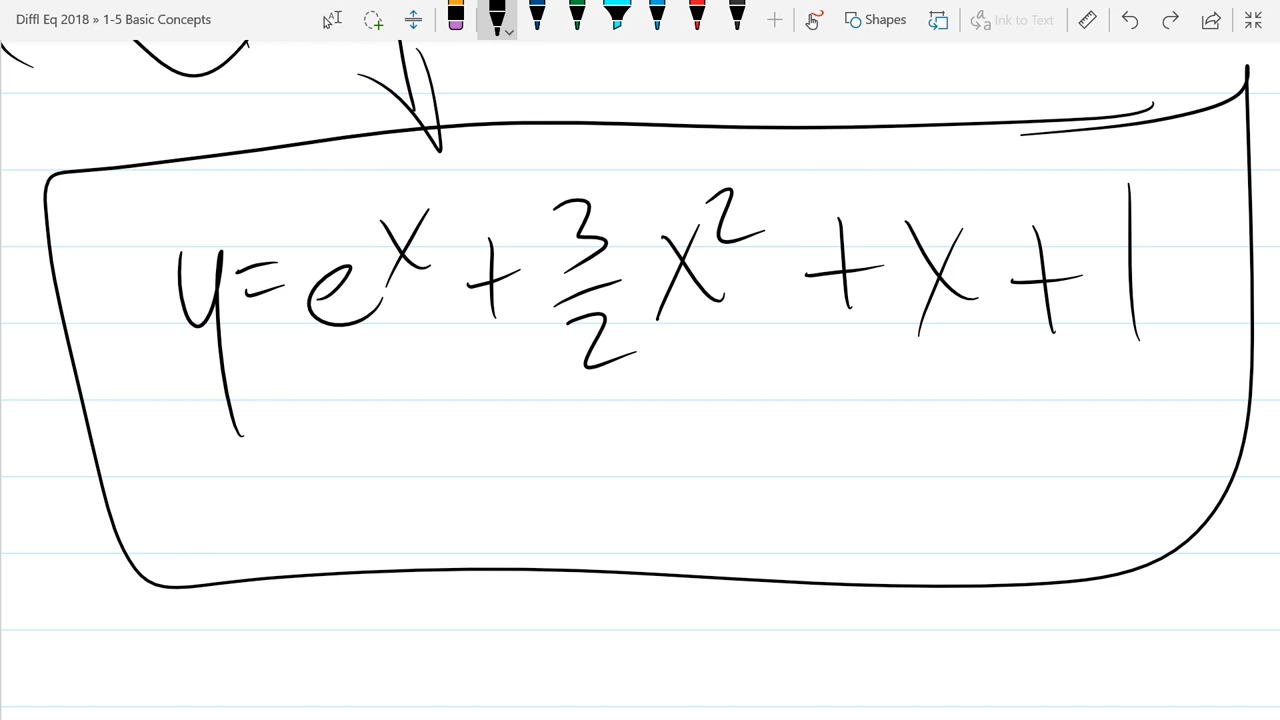 Diffl Eq 2018 » 1-5 Basic Concepts Shapes Ink to Text
y = e^x + 3/2 x^2 + x + 1